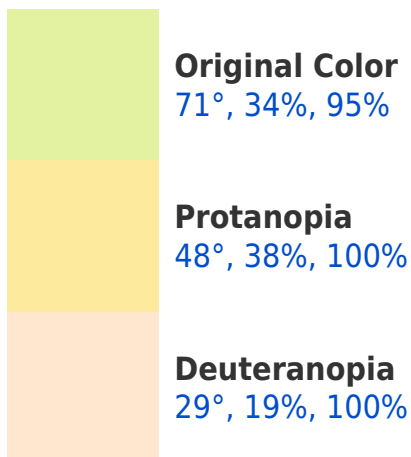 Original Color
71°, 34%, 95%
Protanopia
48°, 38%, 100%
Deuteranopia
29°, 19%, 100%